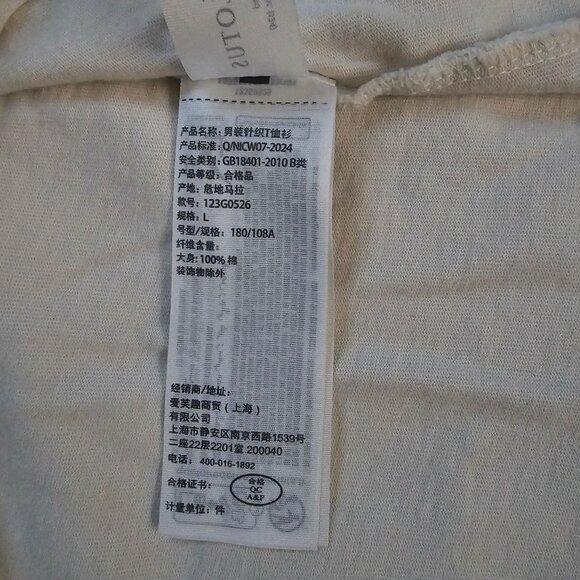 产品名称：男装针织T恤衫
产品标准：Q/NICW07-2024
安全类别：GB18401-2010 B类
产品等级：合格品
产地：危地马拉
款号：123G0526
规格：L
号型/规格：180/108A
纤维含量：
大身：100% 棉
装饰物除外
经销商/地址：
爱芙趣商贸（上海）
有限公司
上海市静安区南京西路1539号
二座22层2201室 200040
电话： 400-016-1892
合格证书：
合格
QC
A&F
计量单位：件